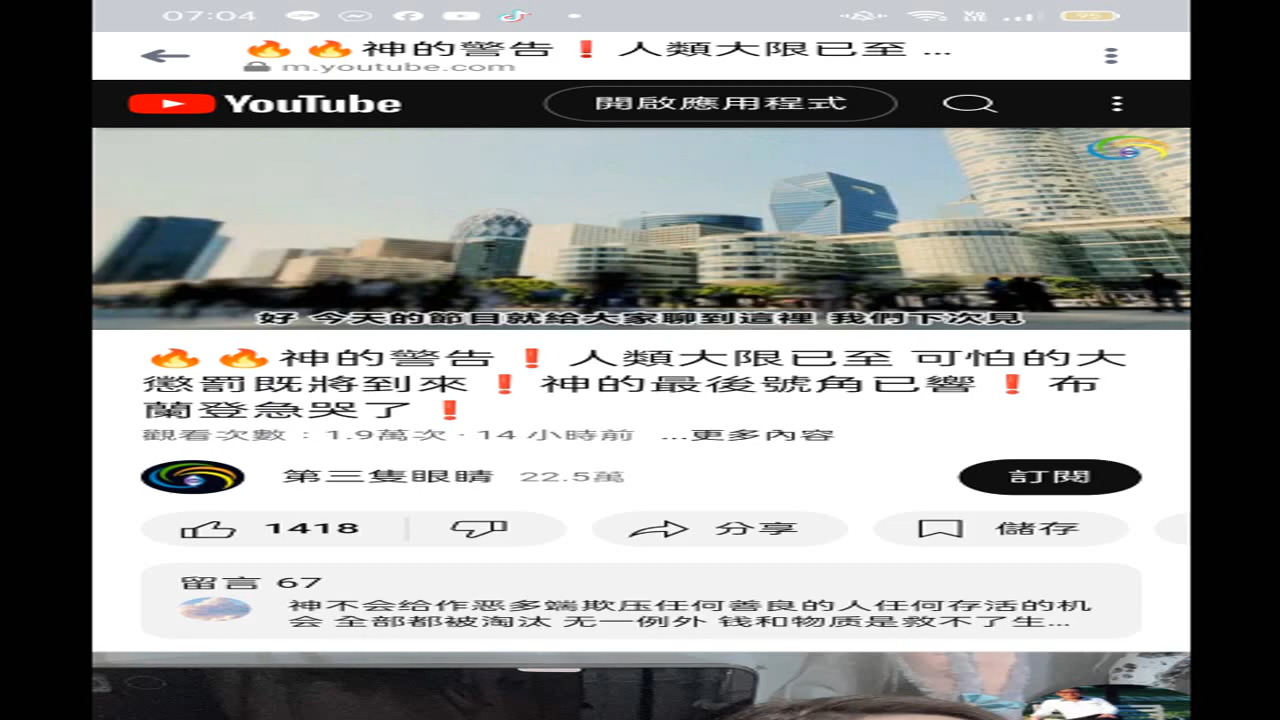 07:04
VO LTE
95
🔥🔥神的警告❗人類大限已至 ...
m.youtube.com
YouTube
開啟應用程式
好 今天的節目就給大家聊到這裡 我們下次見
🔥🔥神的警告❗人類大限已至 可怕的大
懲罰既將到來❗神的最後號角已響❗布
蘭登急哭了❗
觀看次數：1.9萬次 · 14 小時前 ...更多內容
第三隻眼睛 22.5萬
訂閱
1418
分享
儲存
留言 67
神不会给作恶多端欺压任何善良的人任何存活的机
会 全部都被淘汰 无一例外 钱和物质是救不了生...